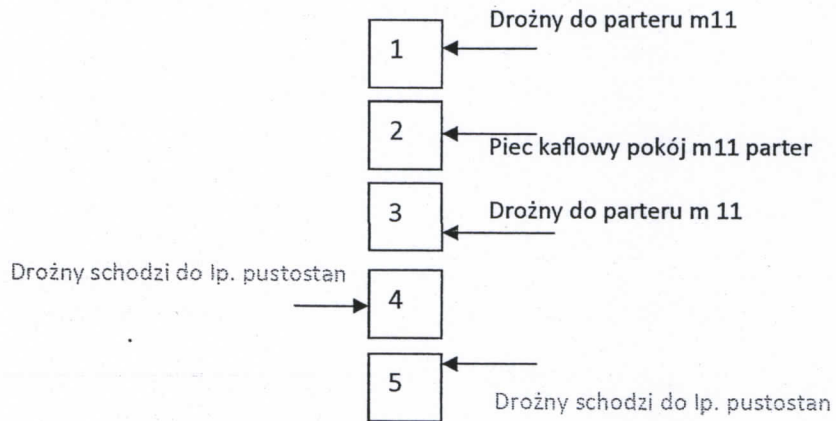 Drożny do parteru m11
1
2
Piec kaflowy pokój m11 parter
3
Drożny do parteru m 11
Drożny schodzi do Ip. pustostan
4
5
Drożny schodzi do Ip. pustostan